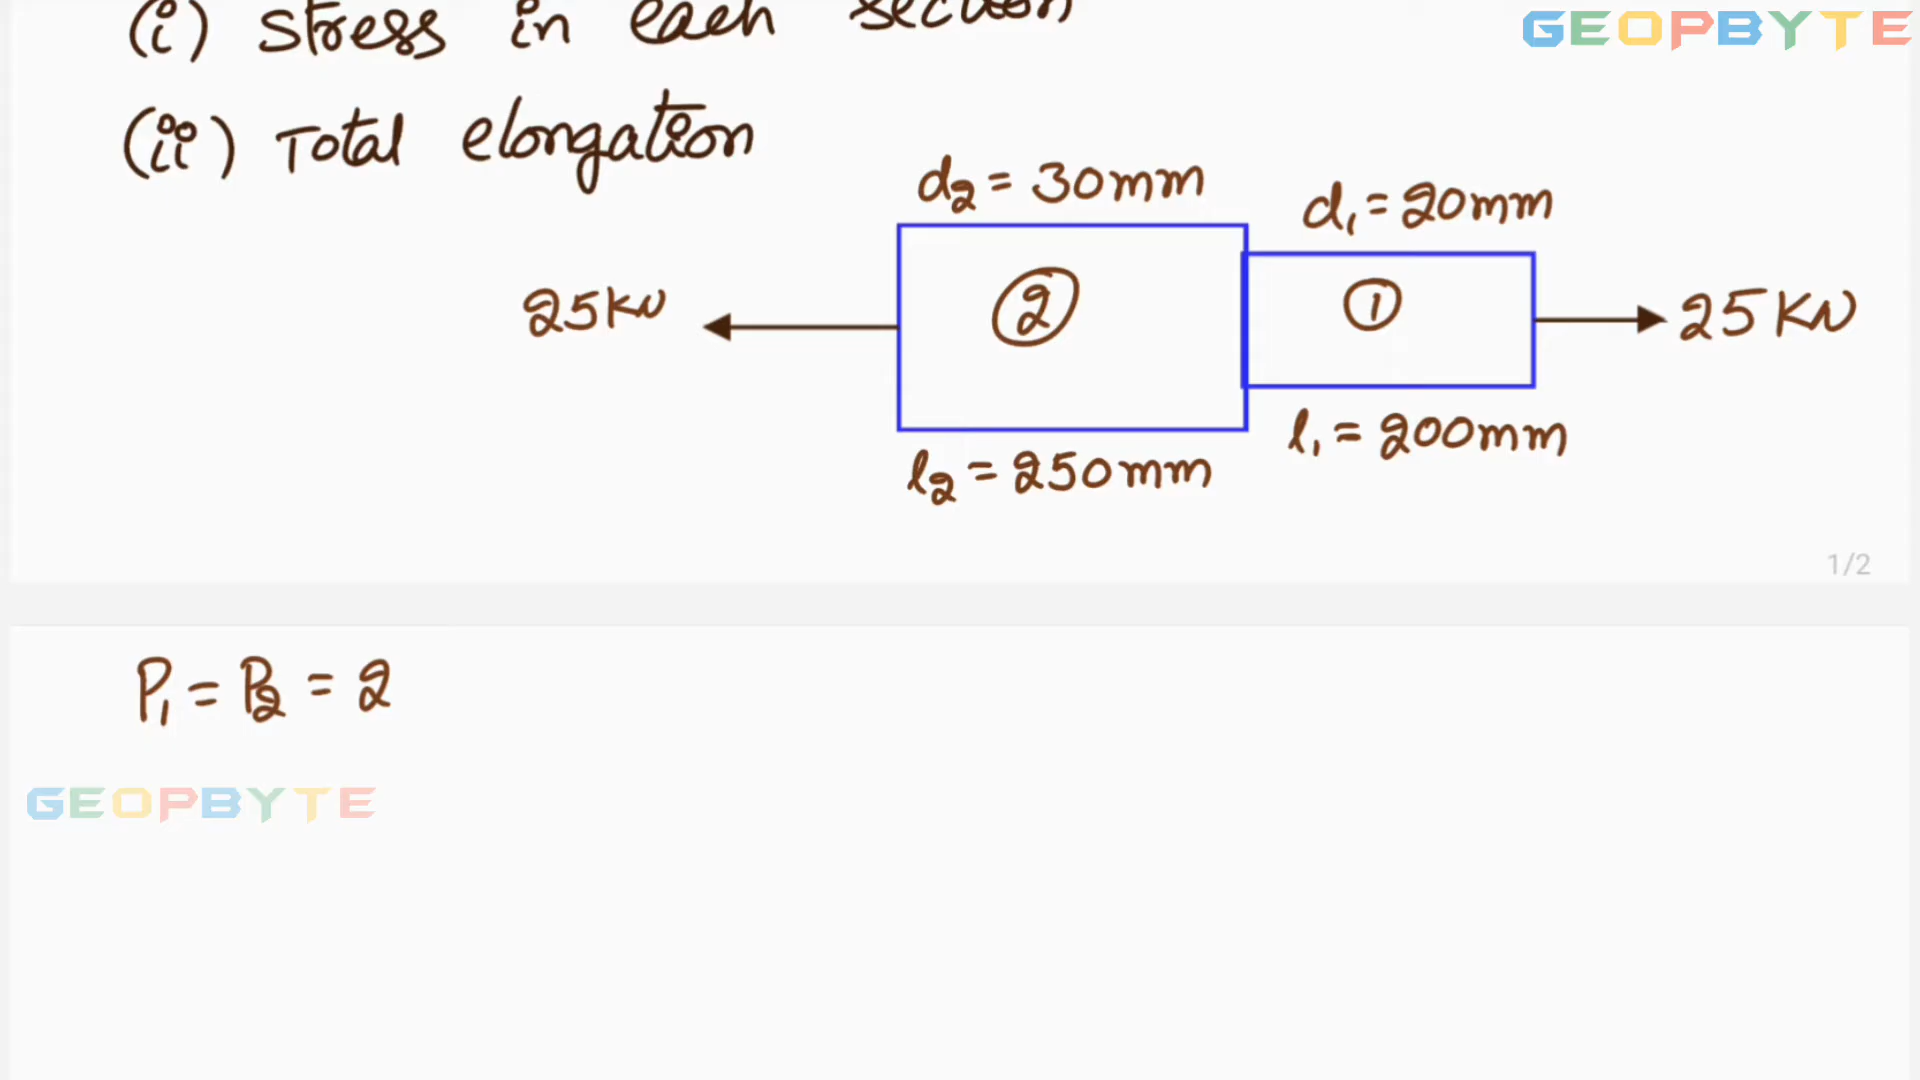 (i) Stress in each section
GEOPBYTE
(ii) Total elongation
d2 = 30mm
d1 = 20mm
25KN
2
1
25KN
l1 = 200mm
l2 = 250mm
1/2
P1 = P2 = 2
GEOPBYTE